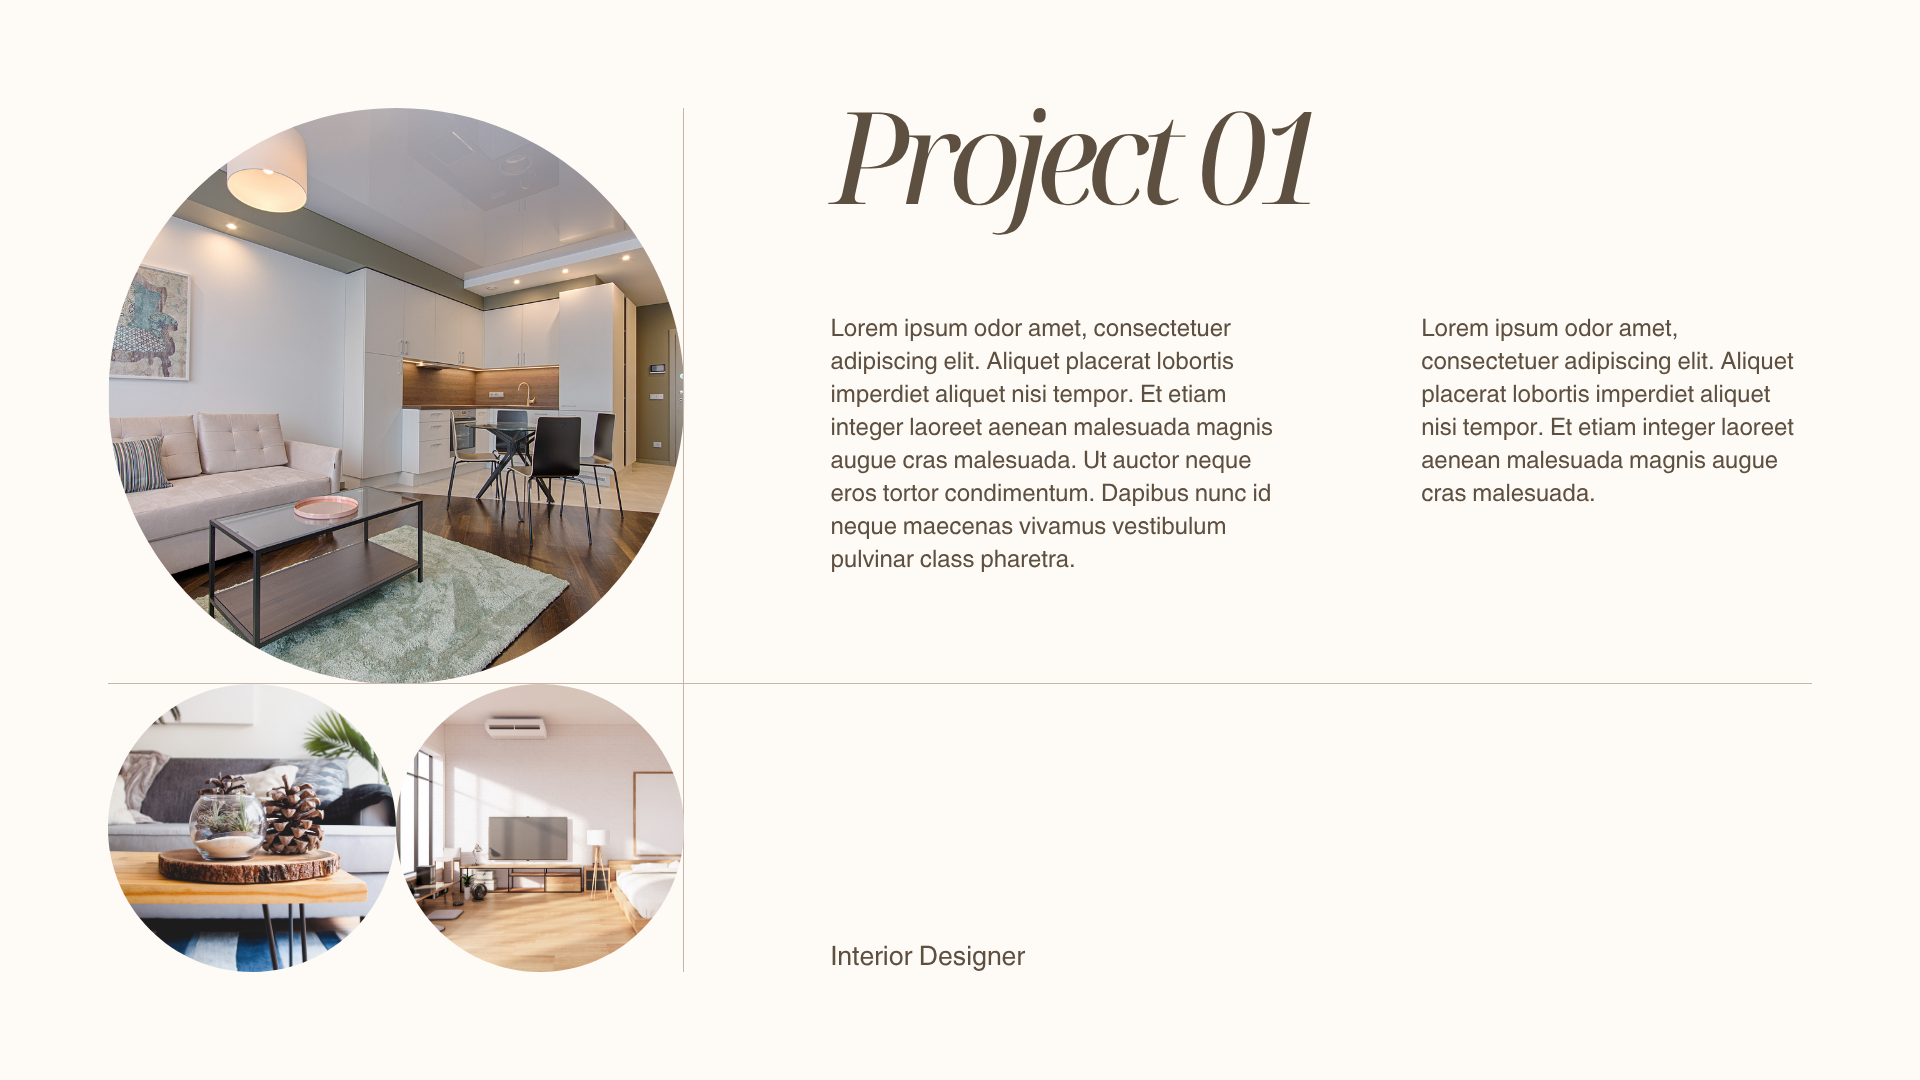 Project 01
Lorem ipsum odor amet, consectetuer
adipiscing elit. Aliquet placerat lobortis
imperdiet aliquet nisi tempor. Et etiam
integer laoreet aenean malesuada magnis
augue cras malesuada. Ut auctor neque
eros tortor condimentum. Dapibus nunc id
neque maecenas vivamus vestibulum
pulvinar class pharetra.
Lorem ipsum odor amet,
consectetuer adipiscing elit. Aliquet
placerat lobortis imperdiet aliquet
nisi tempor. Et etiam integer laoreet
aenean malesuada magnis augue
cras malesuada.
Interior Designer